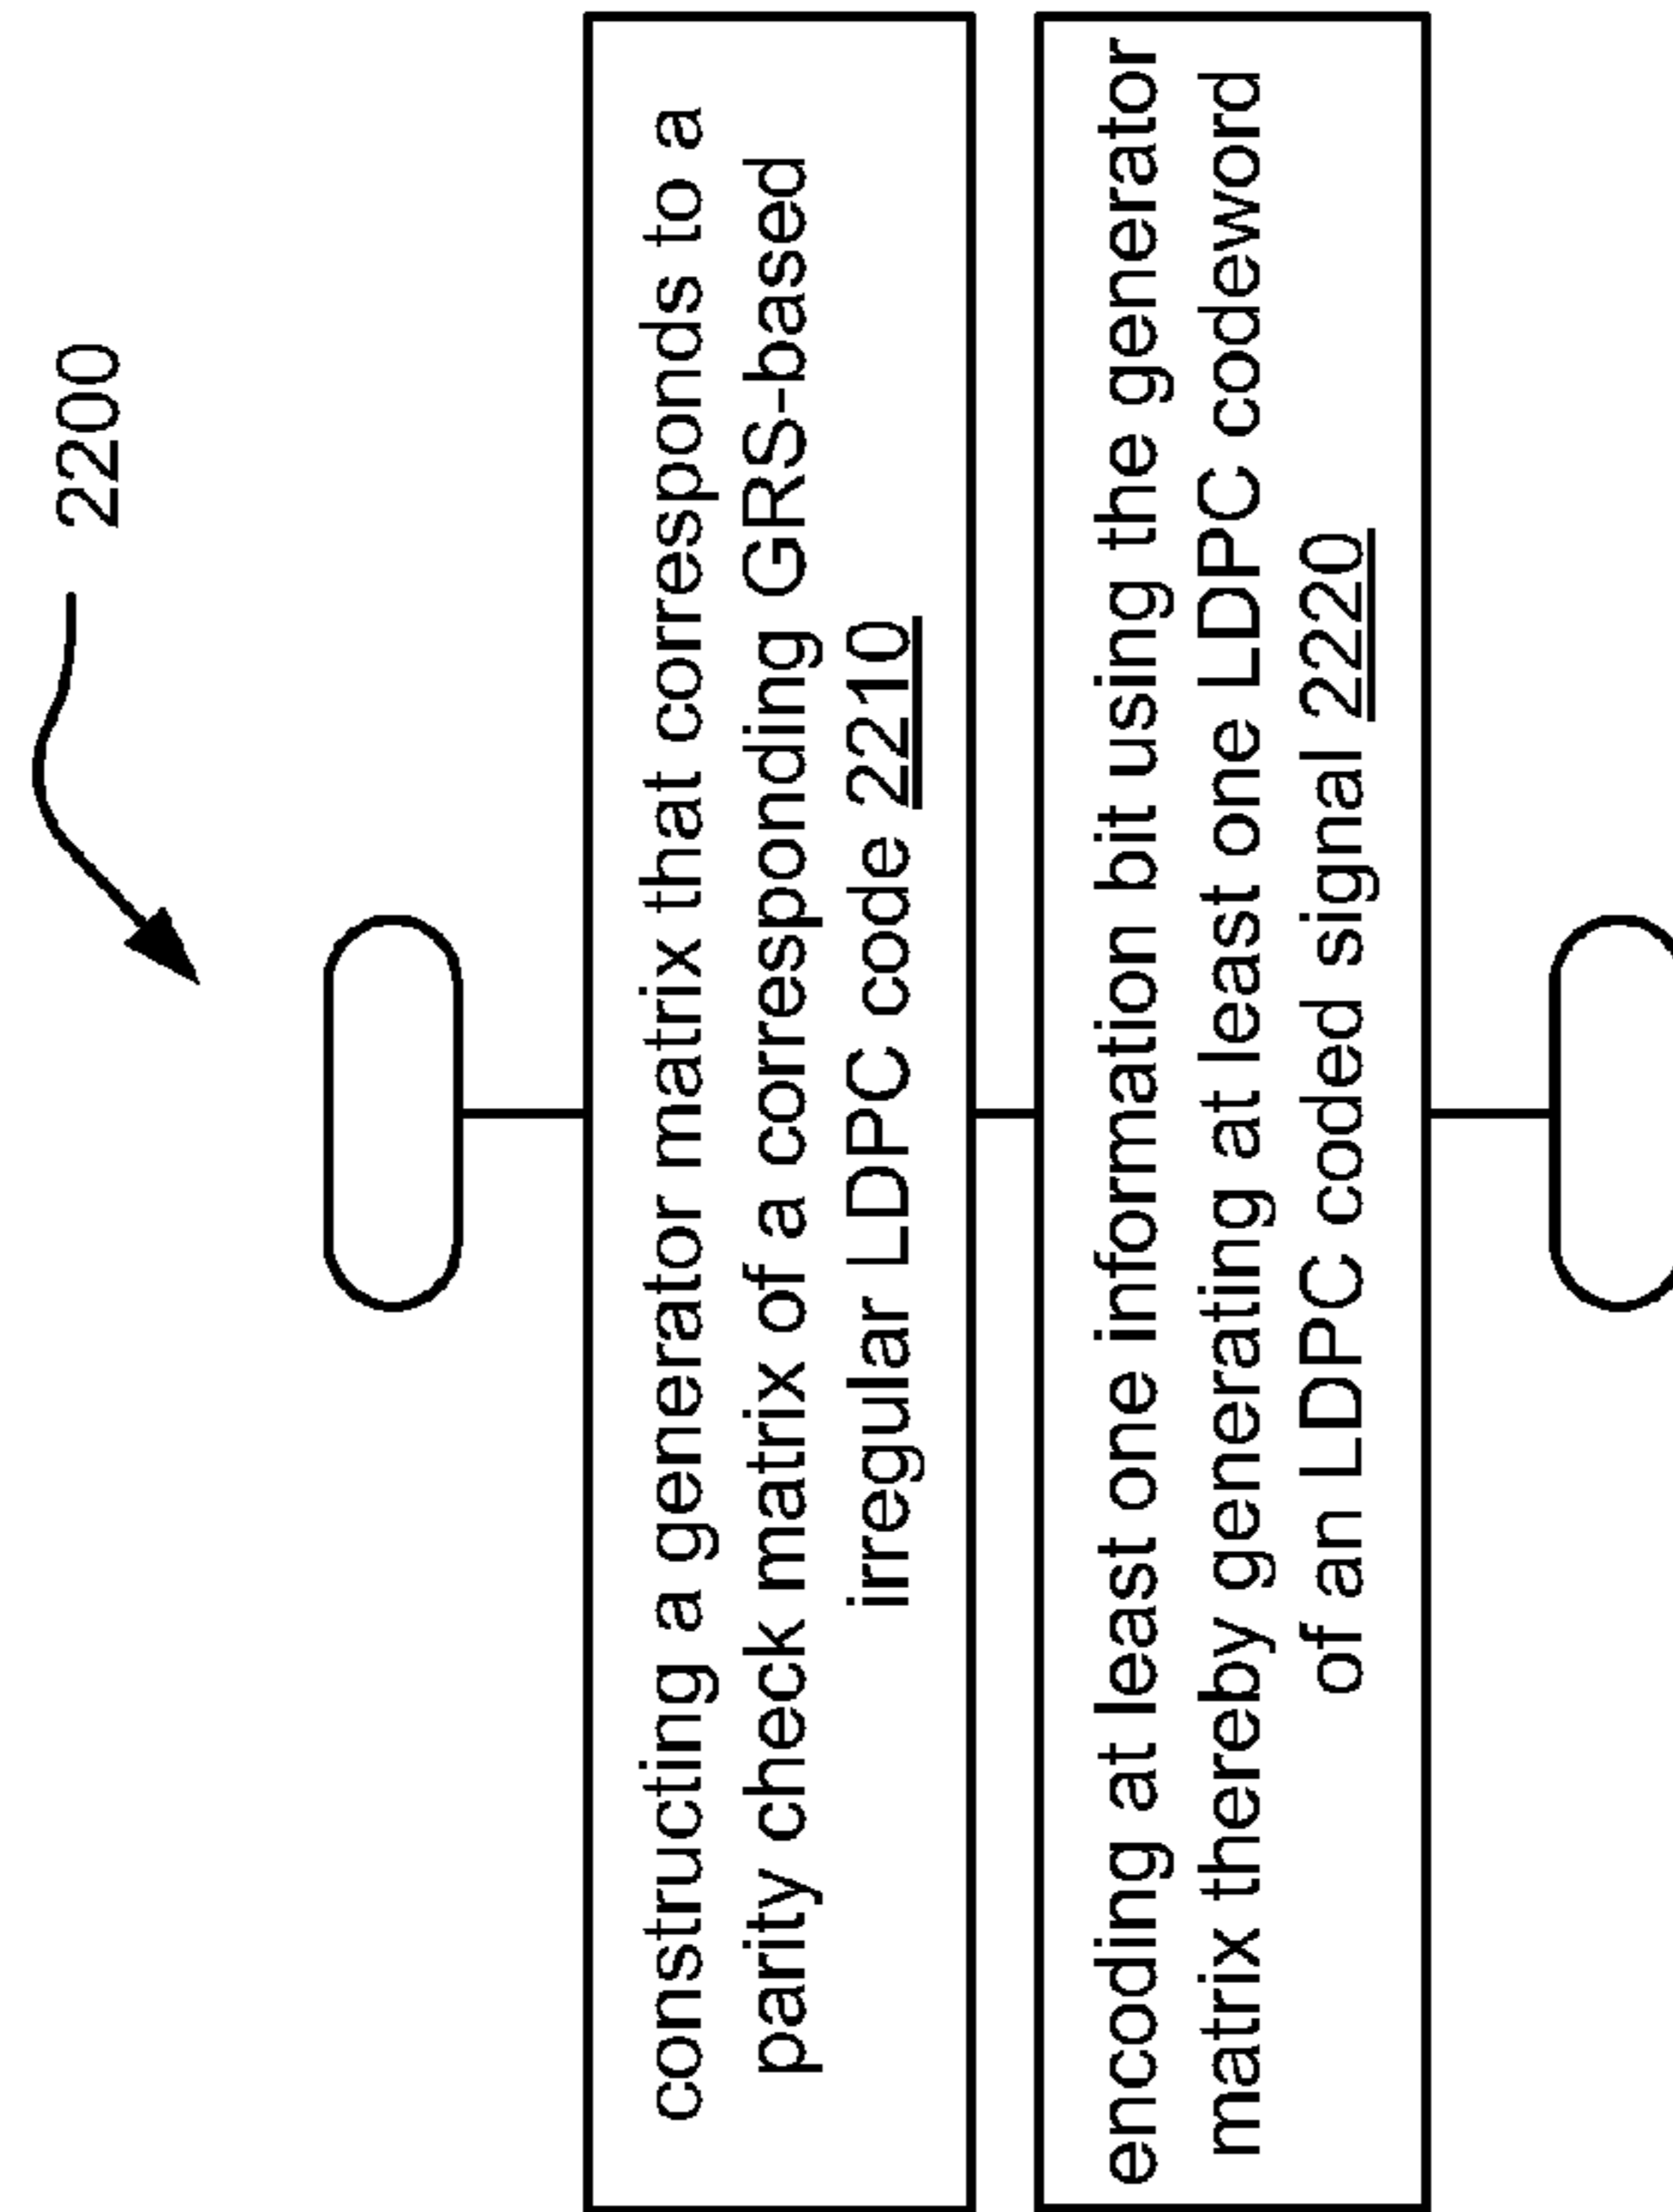 2200
constructing a generator matrix that corresponds to a
parity check matrix of a corresponding GRS-based
irregular LDPC code 2210
encoding at least one information bit using the generator
matrix thereby generating at least one LDPC codeword
of an LDPC coded signal 2220